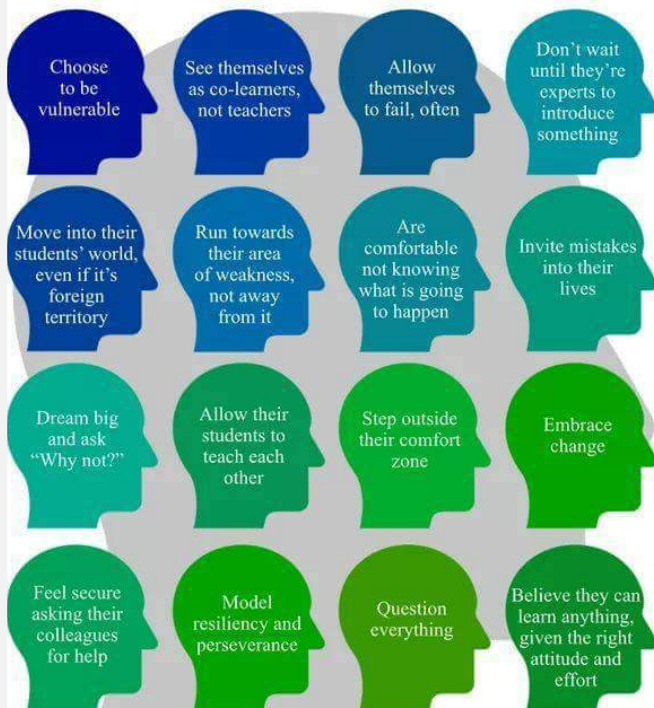 Choose
to be
vulnerable
See themselves
as co-learners,
not teachers
Allow
themselves
to fail, often
Don’t wait
until they’re
experts to
introduce
something
Move into their
students’ world,
even if it’s
foreign
territory
Run towards
their area
of weakness,
not away
from it
Are
comfortable
not knowing
what is going
to happen
Invite mistakes
into their
lives
Dream big
and ask
“Why not?”
Allow their
students to
teach each
other
Step outside
their comfort
zone
Embrace
change
Feel secure
asking their
colleagues
for help
Model
resiliency and
perseverance
Question
everything
Believe they can
learn anything,
given the right
attitude and
effort